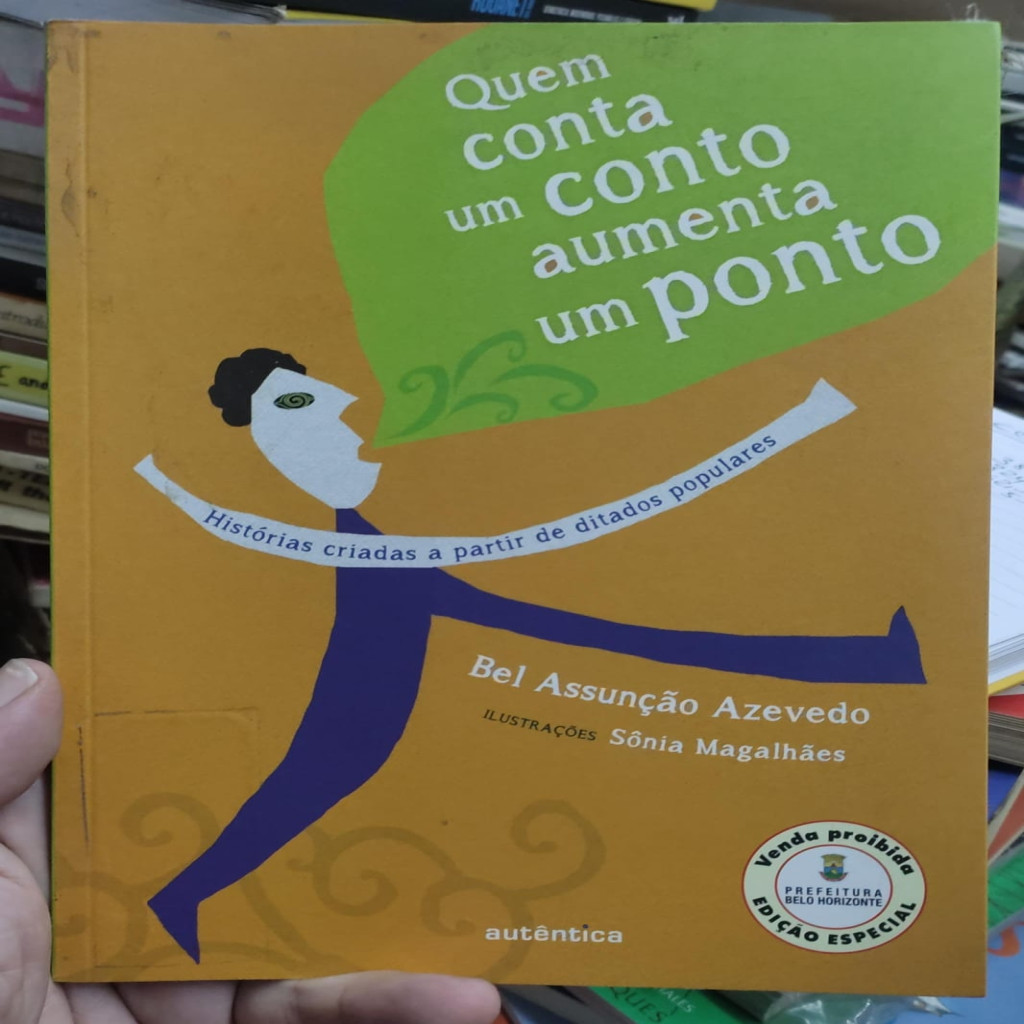 Quem
conta
um conto
aumenta
um ponto
Histórias criadas a partir de ditados populares
Bel Assunção Azevedo
ILUSTRAÇÕES Sônia Magalhães
autêntica
Venda proibida
PREFEITURA
BELO HORIZONTE
EDIÇÃO ESPECIAL